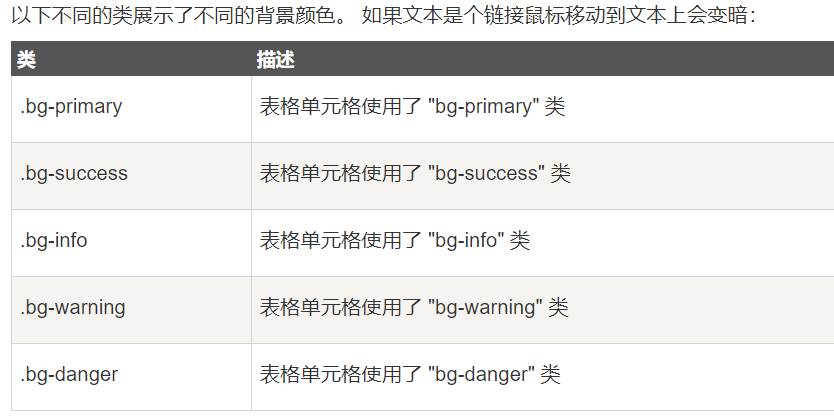 以下不同的类展示了不同的背景颜色。 如果文本是个链接鼠标移动到文本上会变暗：
类 描述
.bg-primary 表格单元格使用了 "bg-primary" 类
.bg-success 表格单元格使用了 "bg-success" 类
.bg-info 表格单元格使用了 "bg-info" 类
.bg-warning 表格单元格使用了 "bg-warning" 类
.bg-danger 表格单元格使用了 "bg-danger" 类